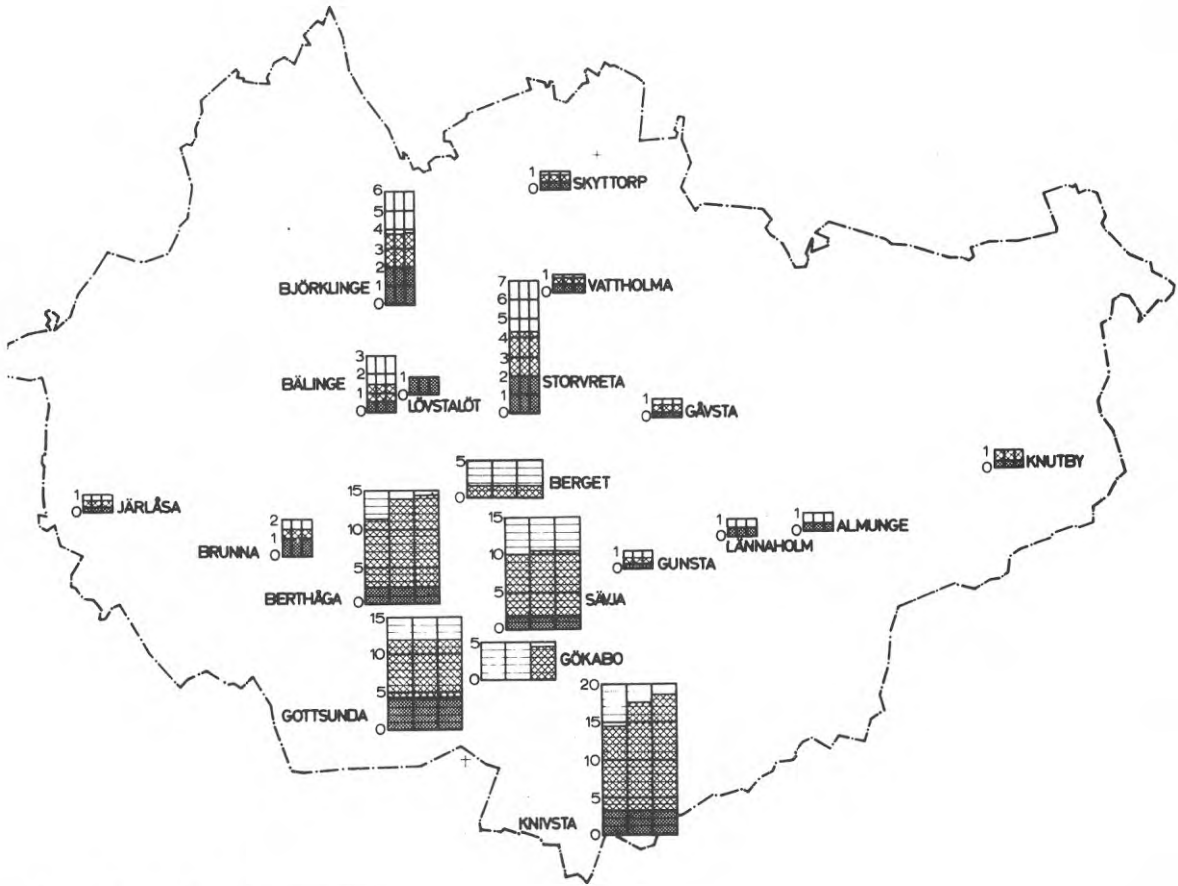 1
0 SKYTTORP
6
5
4
3
2
1
0
BJÖRKLINGE
1
0 VATTHOLMA
7
6
5
4
3
2
1
0
STORVRETA
3
2
1
0
BÄLINGE
1
0
LÖVSTALÖT
1
0 GÅVSTA
1
0 KNUTBY
5
0
BERGET
1
0 JÄRLÅSA
2
1
0
BRUNNA
15
10
5
0
BERTHÅGA
15
10
5
0
SÄVJA
1
0 GUNSTA
1
0
LÄNNAHOLM
1
0 ALMUNGE
15
10
5
0
GOTTSUNDA
5
0
GÖKABO
20
15
10
5
0
KNIVSTA